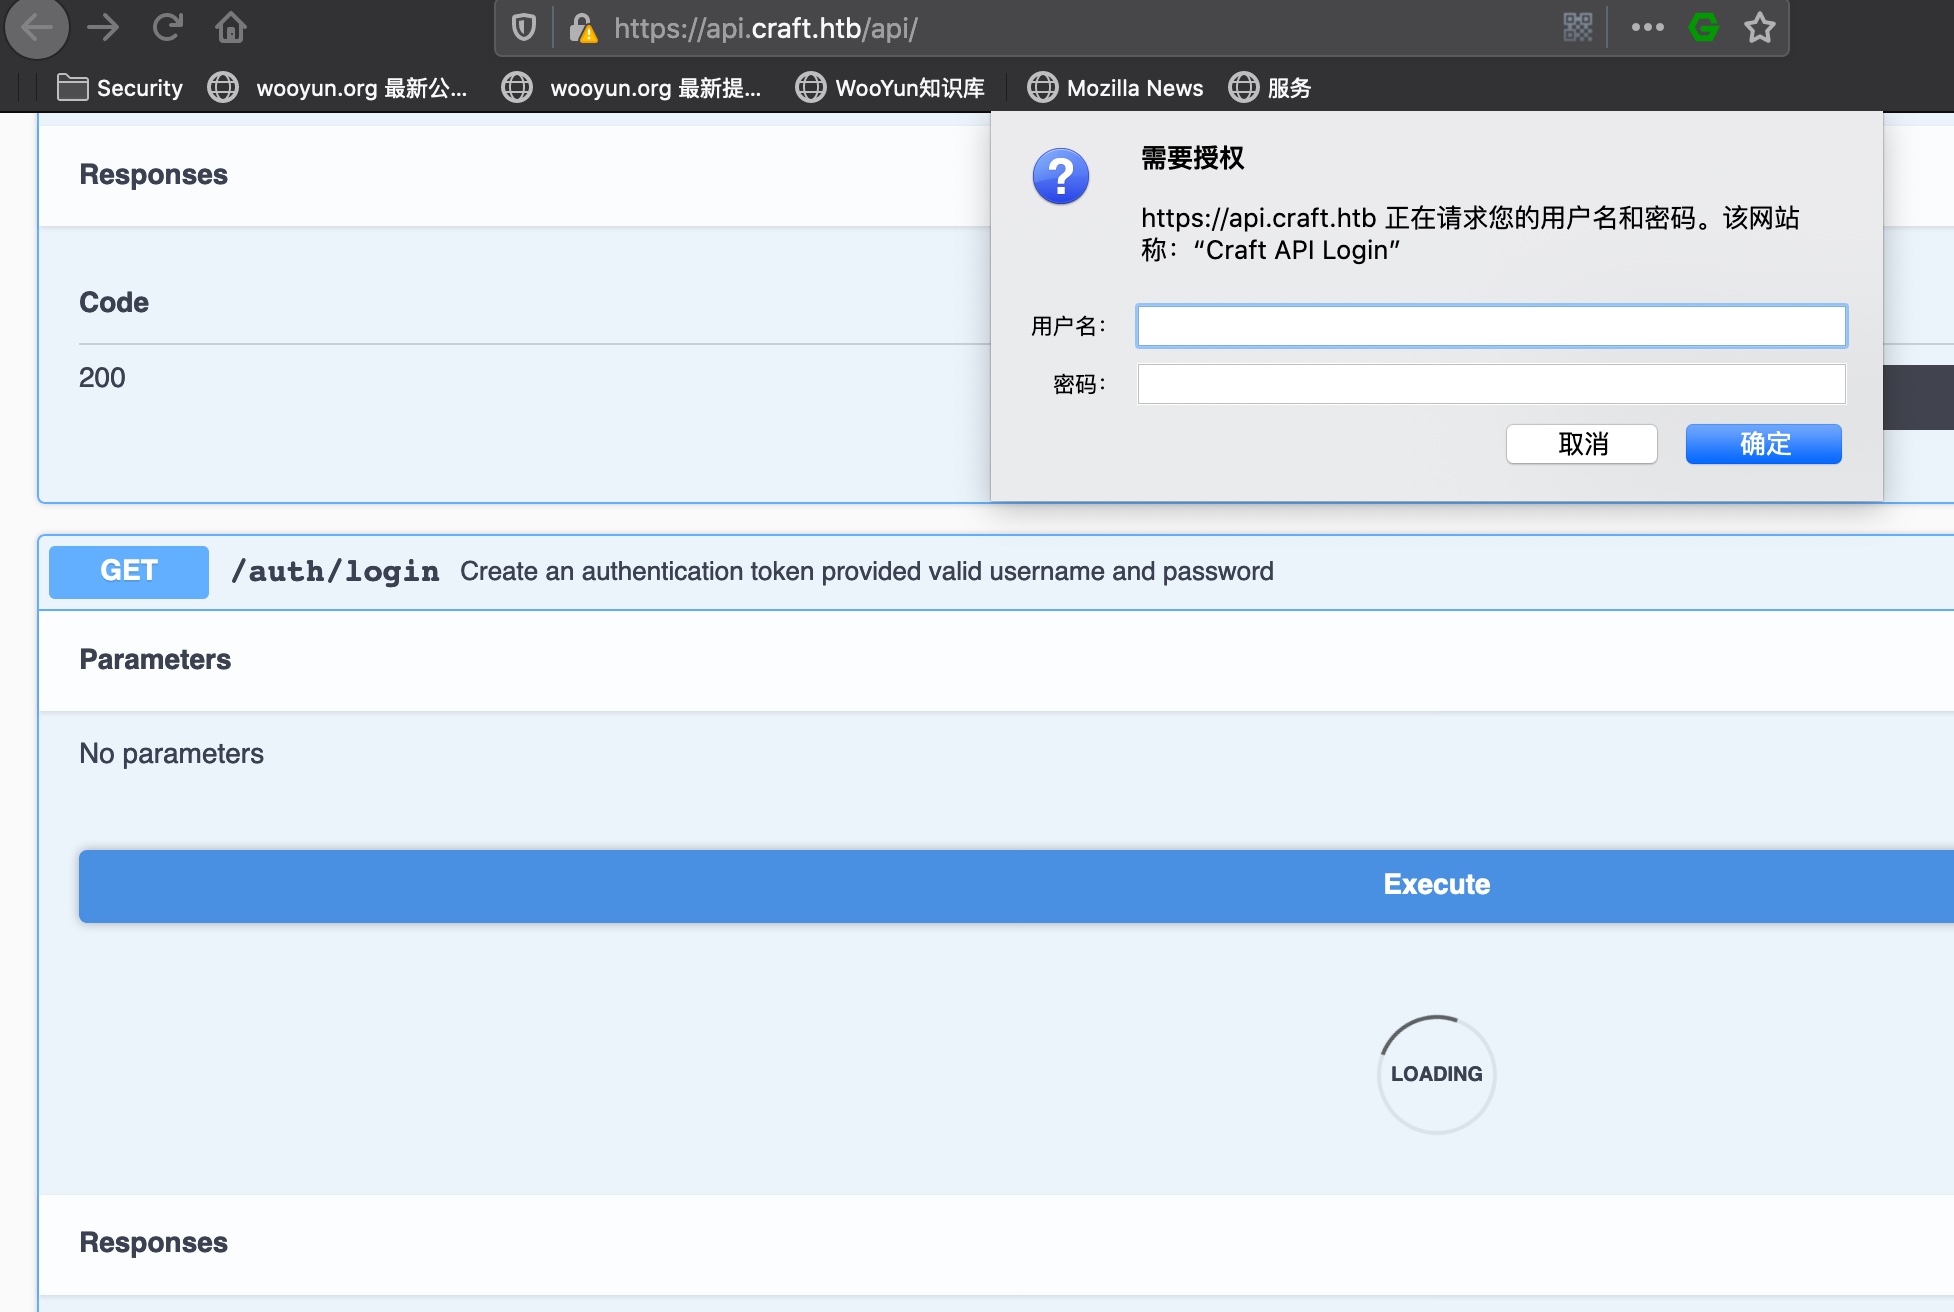 https://api.craft.htb/api/
Security
wooyun.org 最新公...
wooyun.org 最新提...
WooYun知识库
Mozilla News
服务
Responses
Code
200
需要授权
https://api.craft.htb 正在请求您的用户名和密码。该网站
称：“Craft API Login”
用户名：
密码：
取消
确定
GET /auth/login Create an authentication token provided valid username and password
Parameters
No parameters
Execute
LOADING
Responses